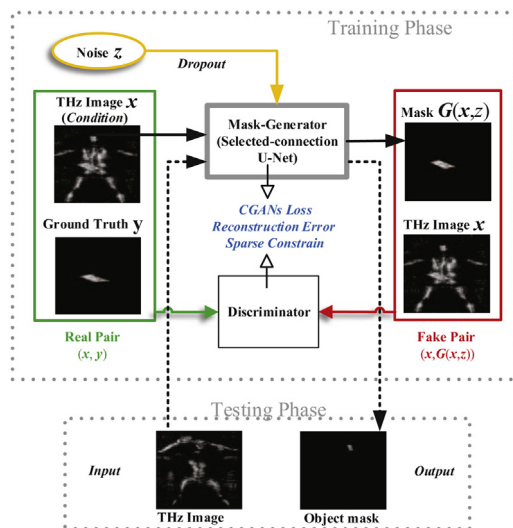 Training Phase
Noise z
Dropout
THz Image x
(Condition)
Mask-Generator
(Selected-connection
U-Net)
Mask G(x,z)
Ground Truth y
CGANs Loss
Reconstruction Error
Sparse Constrain
THz Image x
Discriminator
Real Pair
(x, y)
Fake Pair
(x,G(x,z))
Testing Phase
Input
Output
THz Image
Object mask